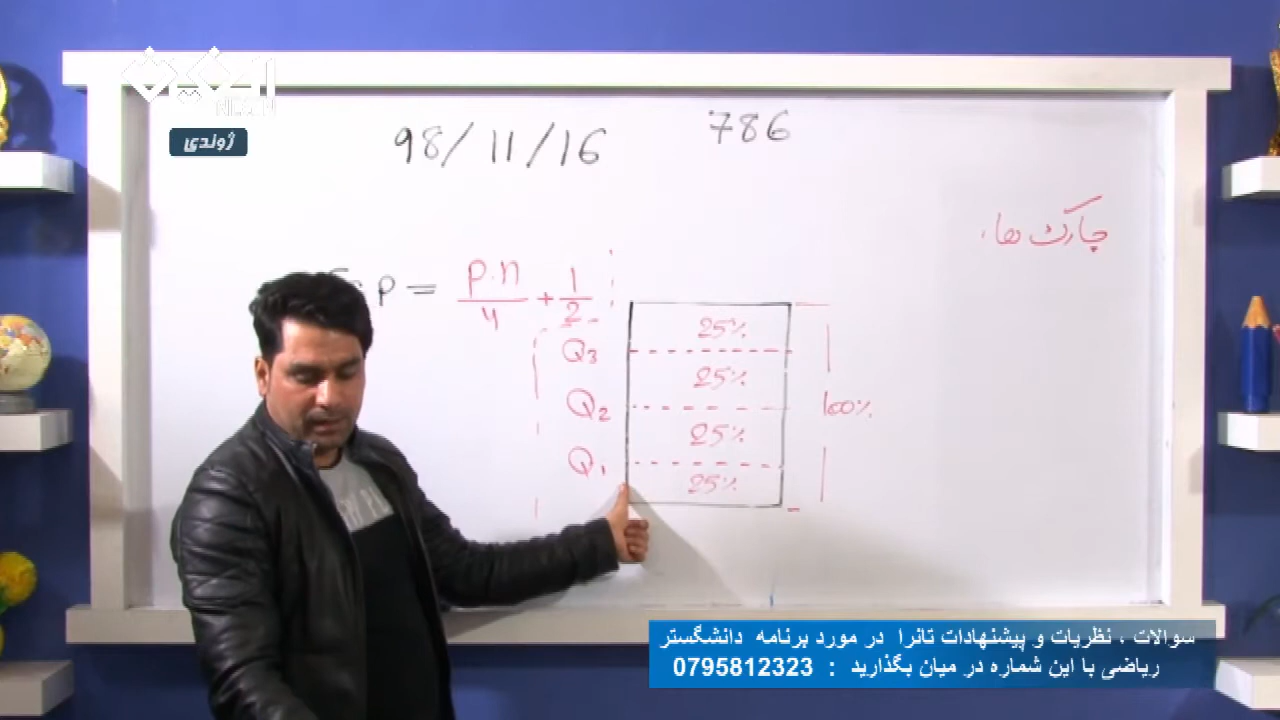 NEGIN
ژوندی
98/11/16
786
چارک ها.
p = p.n/4 + 1/2
25%
Q3
25%
Q2
100%
25%
Q1
25%
سوالات ، نظریات و پیشنهادات تانرا در مورد برنامه دانشگستر
ریاضی با این شماره در میان بگذارید : 0795812323